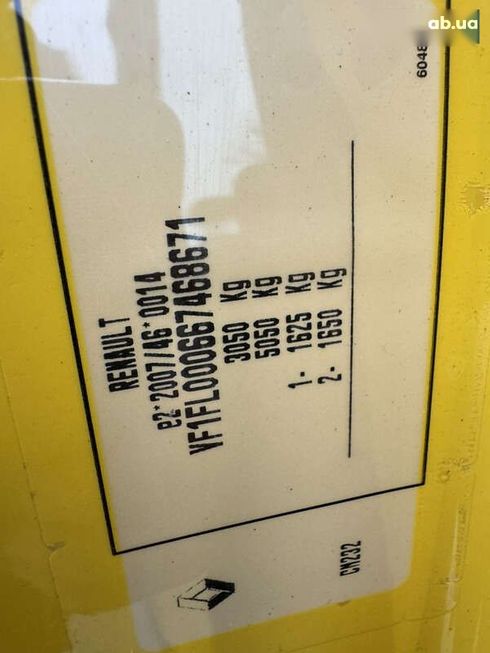 ab.ua
6048
RENAULT
e2*2007/46*0014
VF1FL000667468671
3050 Kg
5050 Kg
1- 1625 Kg
2- 1650 Kg
CN232